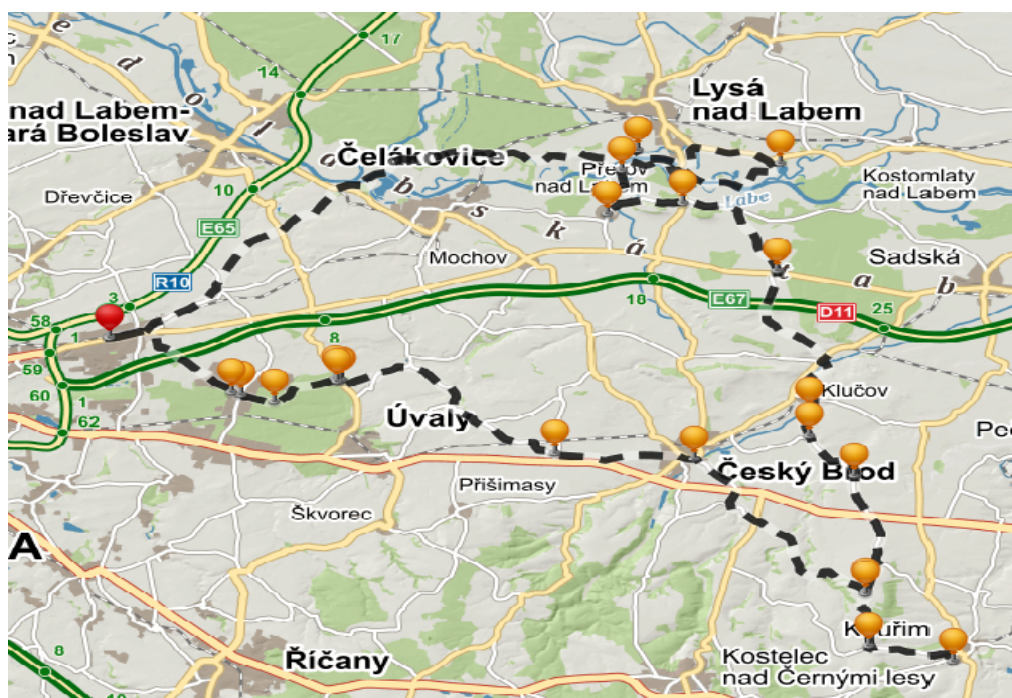 17
14
Lysá
nad Labem
nad Labem-
ará Boleslav
Čelákovice
Přerov
nad Labem
Kostomlaty
nad Labem
Dřevčice
10
Labe
E65
Mochov
Sadská
R10
3
18
E67
D11
25
58
1
8
59
60
1
62
Klučov
Úvaly
Český Brod
Přišimasy
Škvorec
A
Kouřim
Říčany
Kostelec
nad Černými lesy
8